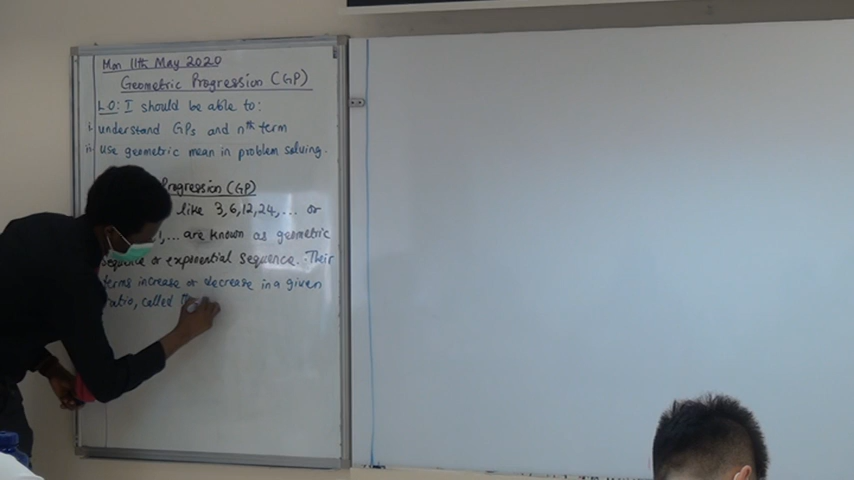 Mon 11th May 2020
Geometric Progression (GP)
LO: I should be able to:
i. understand GPs and nth term
ii. use geometric mean in problem solving.
Progression (GP)
like 3, 6, 12, 24, ... or
1, ... are known as geometric
sequence or exponential sequence. Their
terms increase or decrease in a given
ratio, called